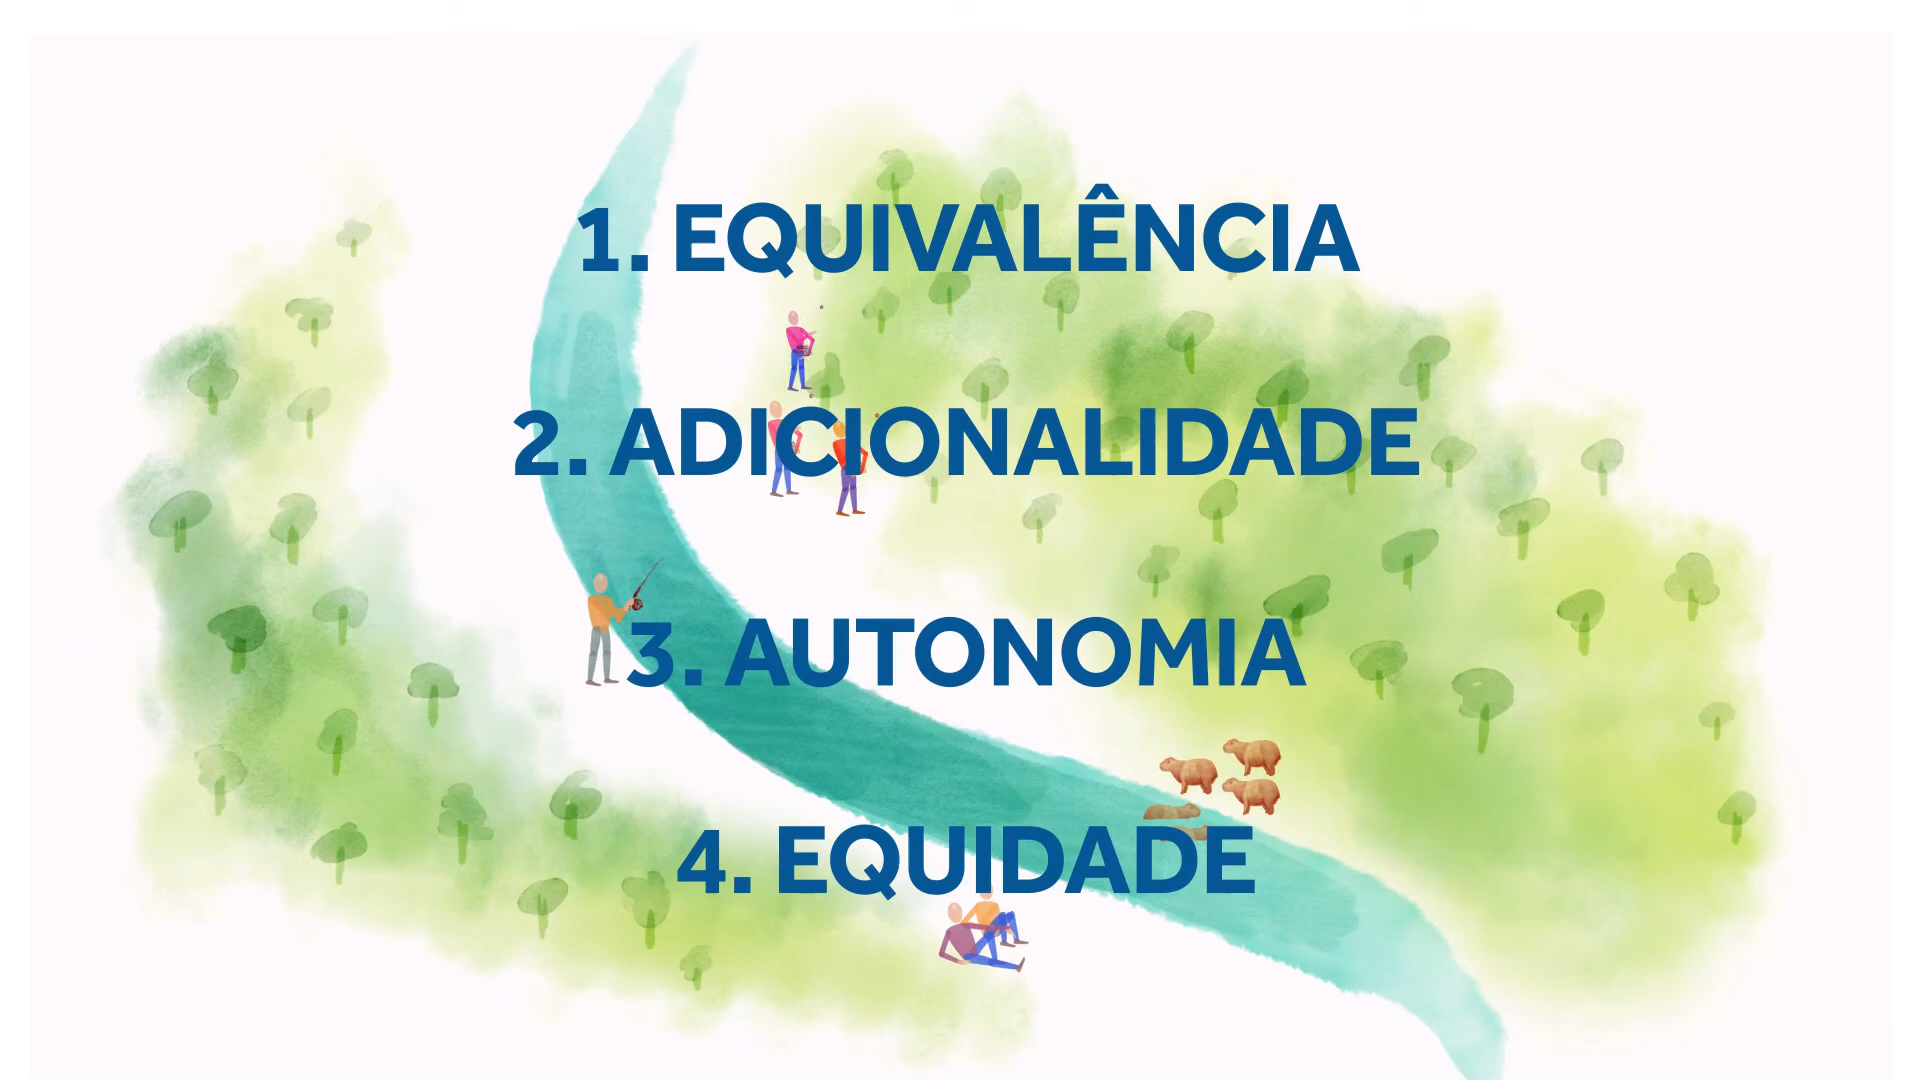 1. EQUIVALÊNCIA
2. ADICIONALIDADE
3. AUTONOMIA
4. EQUIDADE